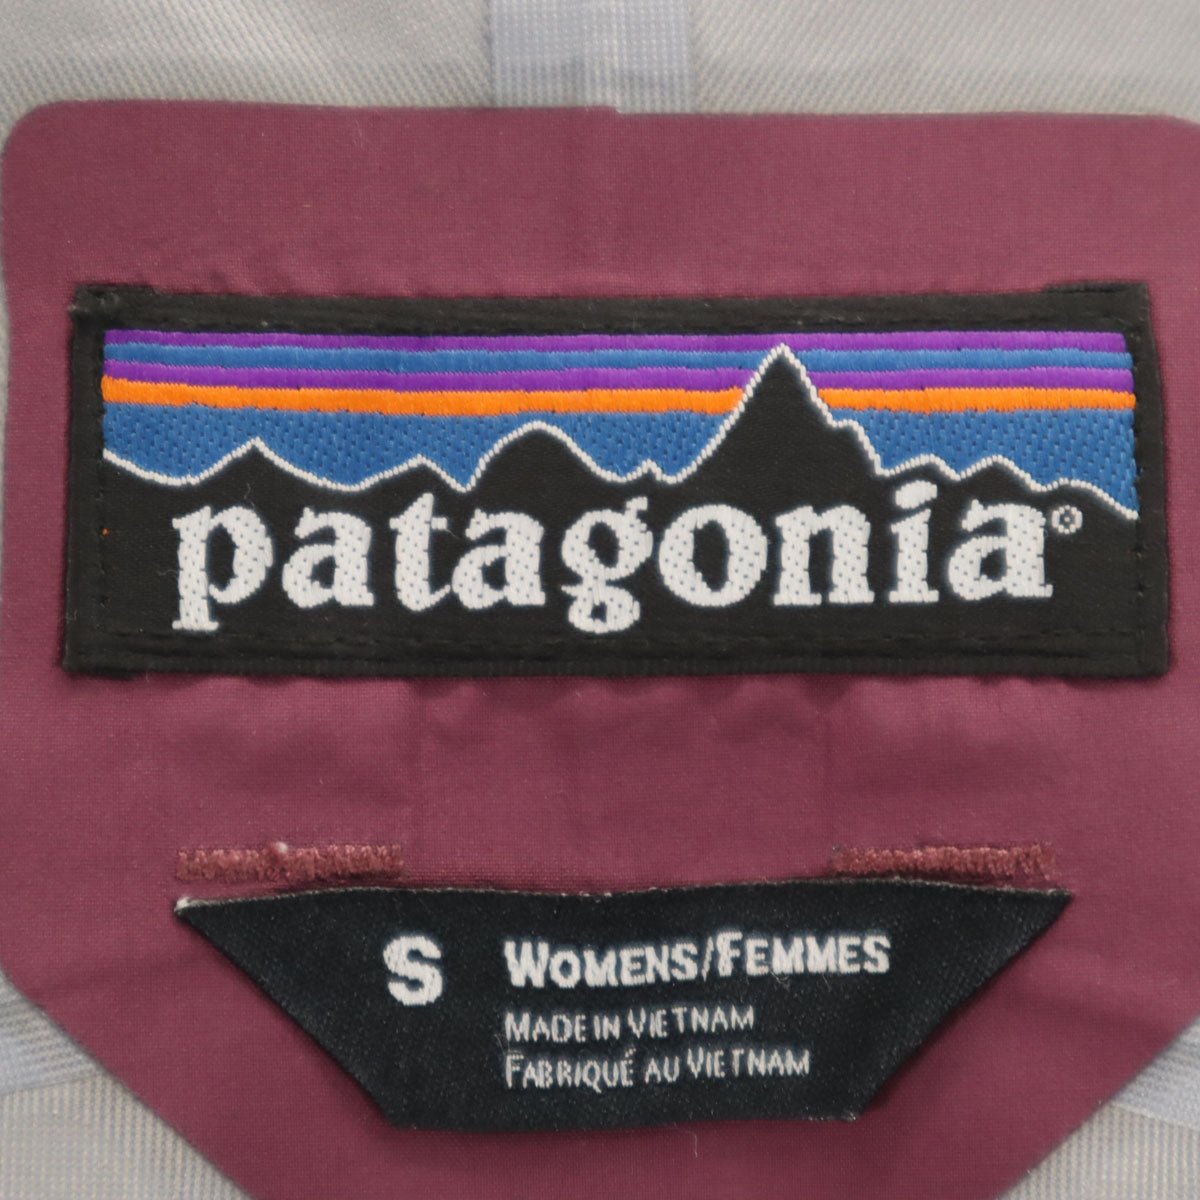 patagonia®
S WOMENS/FEMMES
MADE IN VIETNAM
FABRIQUÉ AU VIETNAM